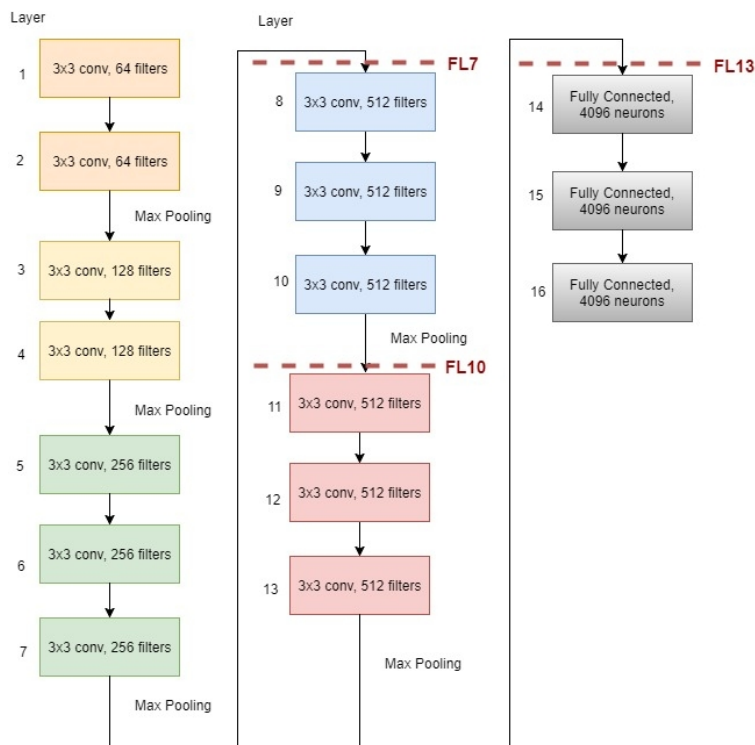 Layer
1
3x3 conv, 64 filters
2
3x3 conv, 64 filters
Max Pooling
3
3x3 conv, 128 filters
4
3x3 conv, 128 filters
Max Pooling
5
3x3 conv, 256 filters
6
3x3 conv, 256 filters
7
3x3 conv, 256 filters
Max Pooling
Layer
FL7
8
3x3 conv, 512 filters
9
3x3 conv, 512 filters
10
3x3 conv, 512 filters
Max Pooling
FL10
11
3x3 conv, 512 filters
12
3x3 conv, 512 filters
13
3x3 conv, 512 filters
Max Pooling
FL13
14
Fully Connected,
4096 neurons
15
Fully Connected,
4096 neurons
16
Fully Connected,
4096 neurons